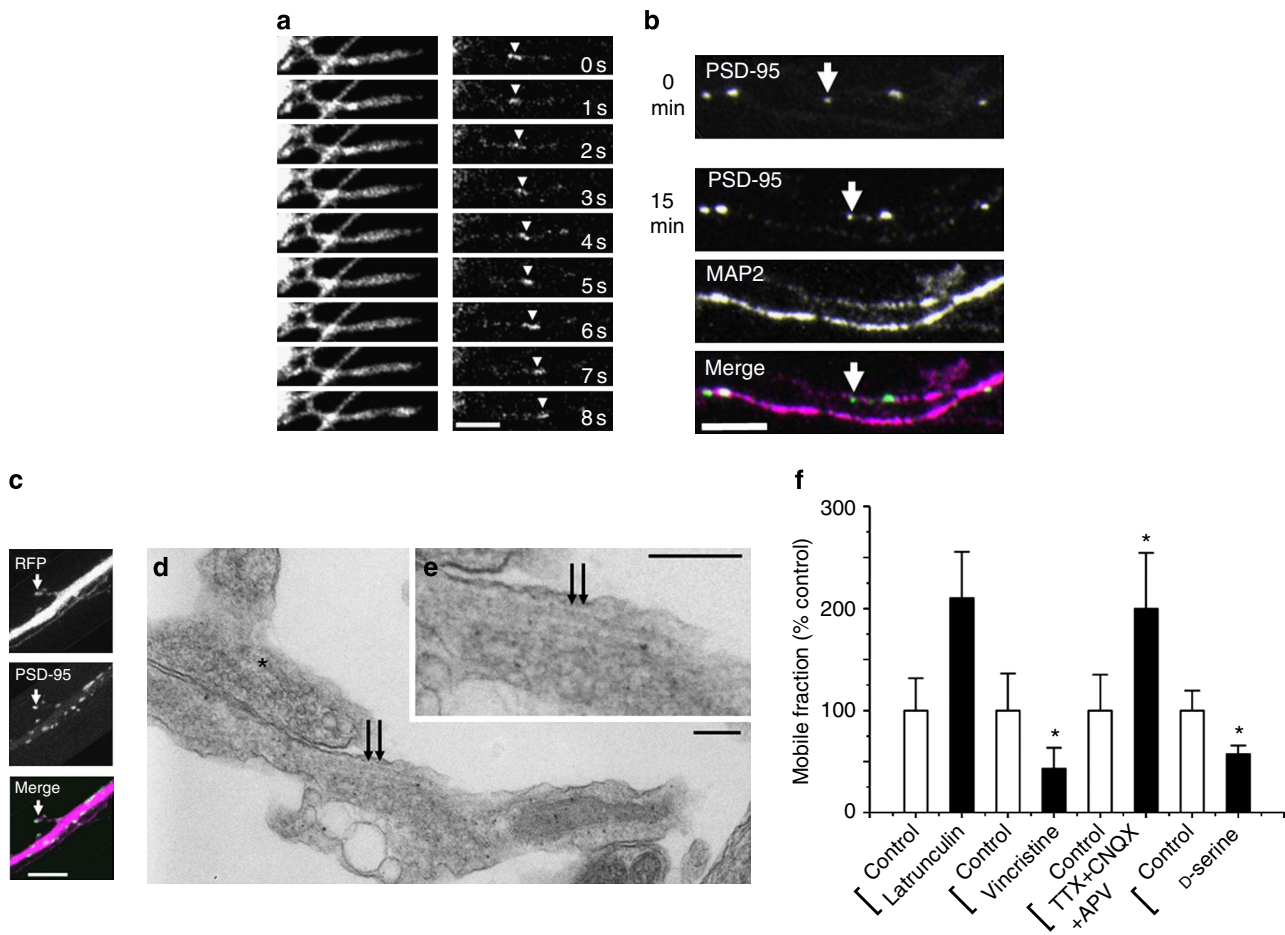 a
0 s
1 s
2 s
3 s
4 s
5 s
6 s
7 s
8 s
b
0
min
PSD-95
15
min
PSD-95
MAP2
Merge
c
RFP
PSD-95
Merge
d
*
e
f
Mobile fraction (% control)
300
200
100
0
*
*
*
[ Control
Latrunculin
[ Control
Vincristine
[ Control
TTX+CNQX
+APV
[ Control
D-serine